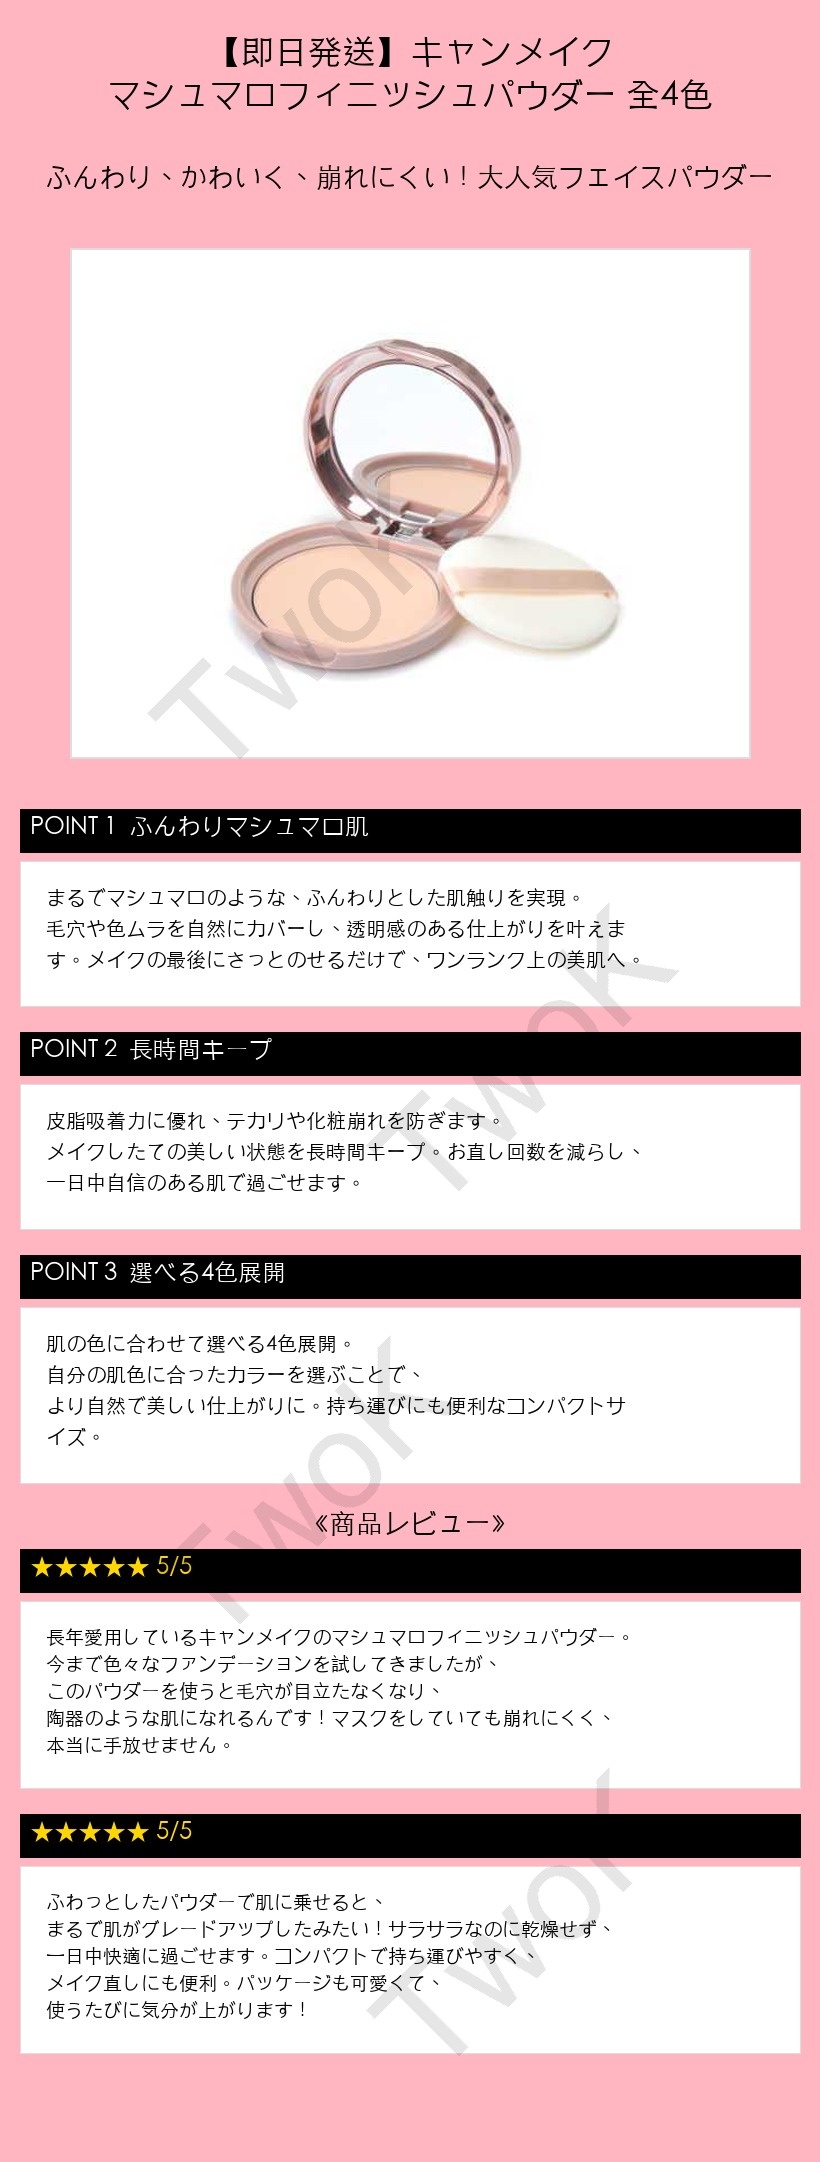 【即日発送】キャンメイク
マシュマロフィニッシュパウダー 全4色
ふんわり、かわいく、崩れにくい！大人気フェイスパウダー
TwoK
POINT 1 ふんわりマシュマロ肌
まるでマシュマロのような、ふんわりとした肌触りを実現。
毛穴や色ムラを自然にカバーし、透明感のある仕上がりを叶えま
す。メイクの最後にさっとのせるだけで、ワンランク上の美肌へ。
TwoK
POINT 2 長時間キープ
皮脂吸着力に優れ、テカリや化粧崩れを防ぎます。
メイクしたての美しい状態を長時間キープ。お直し回数を減らし、
一日中自信のある肌で過ごせます。
POINT 3 選べる4色展開
肌の色に合わせて選べる4色展開。
自分の肌色に合ったカラーを選ぶことで、
より自然で美しい仕上がりに。持ち運びにも便利なコンパクトサ
イズ。
TwoK
《商品レビュー》
★★★★★ 5/5
長年愛用しているキャンメイクのマシュマロフィニッシュパウダー。
今まで色々なファンデーションを試してきましたが、
このパウダーを使うと毛穴が目立たなくなり、
陶器のような肌になれるんです！マスクをしていても崩れにくく、
本当に手放せません。
★★★★★ 5/5
ふわっとしたパウダーで肌に乗せると、
まるで肌がグレードアップしたみたい！サラサラなのに乾燥せず、
一日中快適に過ごせます。コンパクトで持ち運びやすく、
メイク直しにも便利。パッケージも可愛くて、
使うたびに気分が上がります！
TwoK